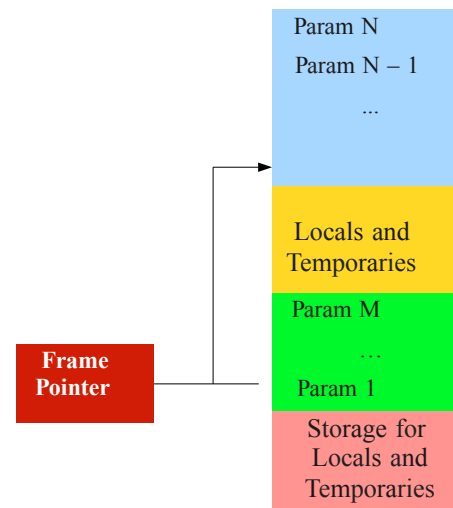 Param N
Param N – 1
...
Locals and
Temporaries
Param M
...
Frame
Pointer
Param 1
Storage for
Locals and
Temporaries